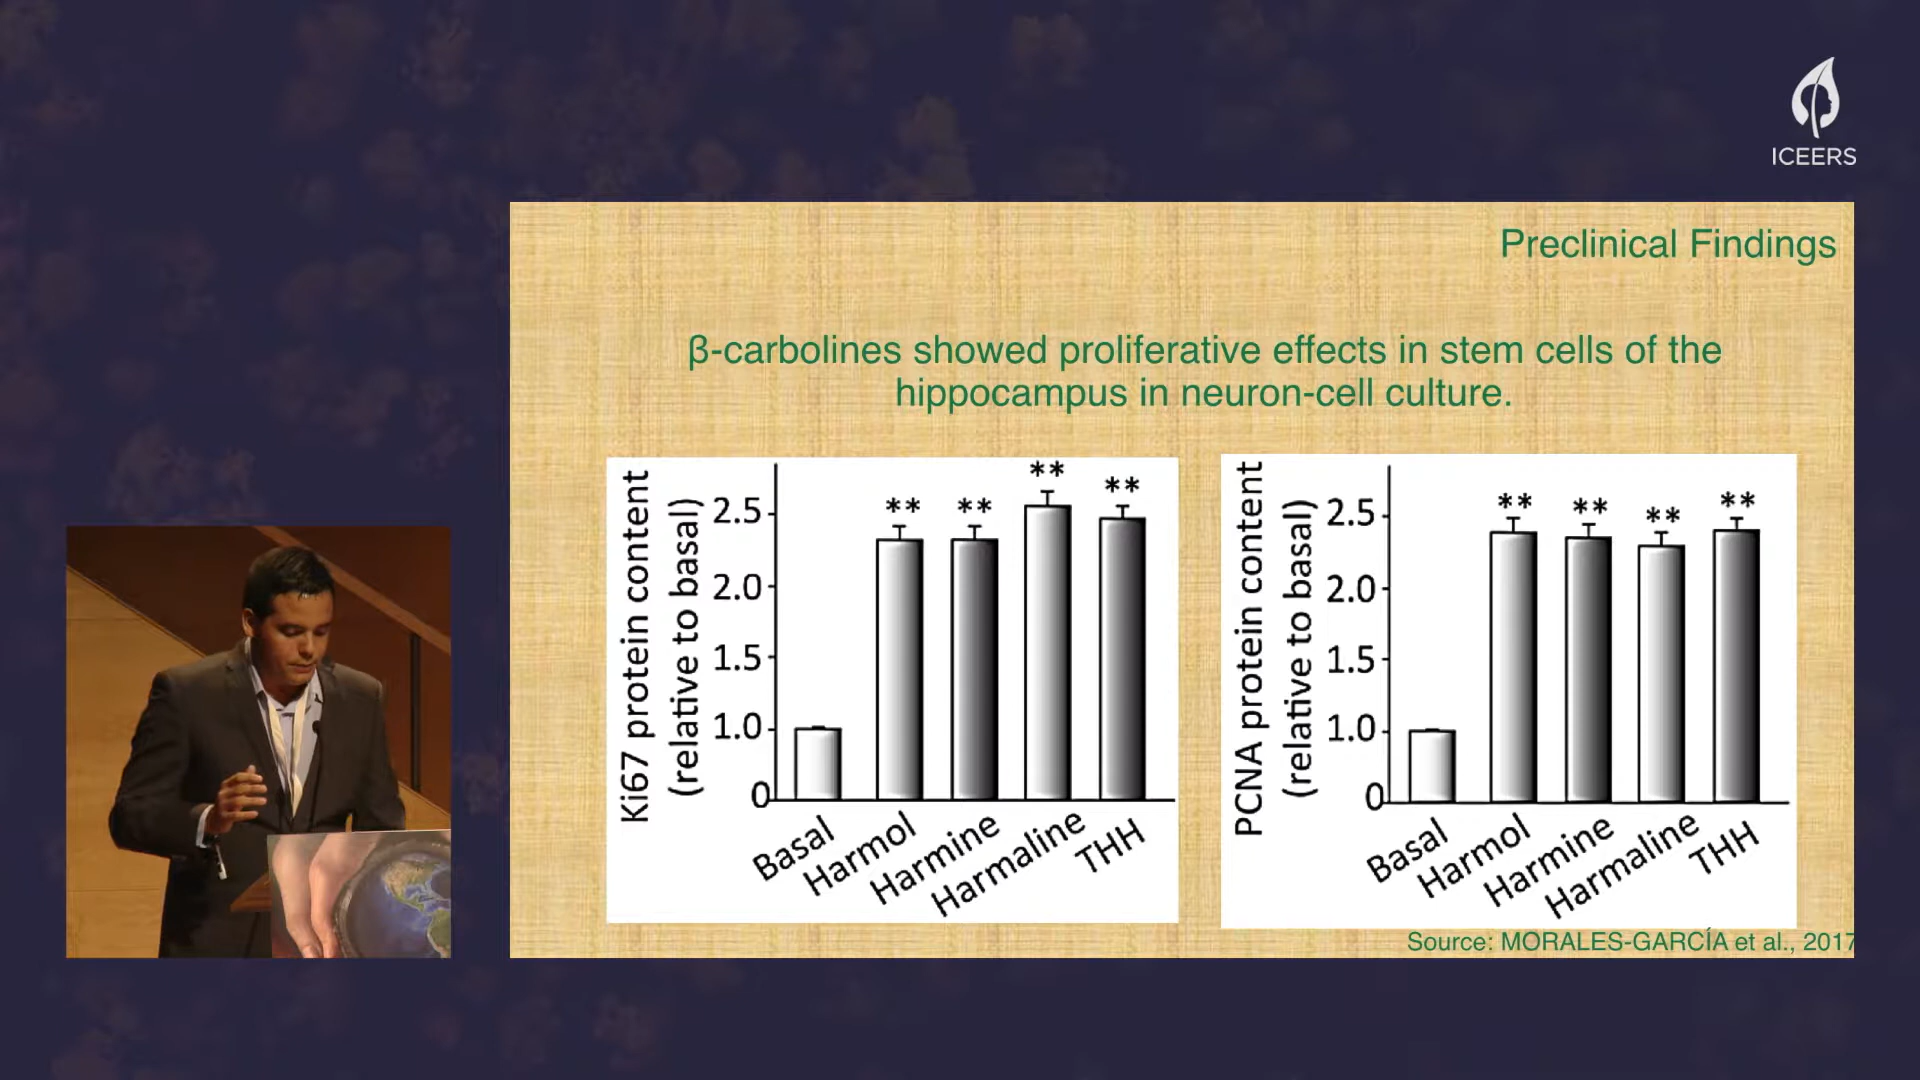 ICEERS
Preclinical Findings
β-carbolines showed proliferative effects in stem cells of the
hippocampus in neuron-cell culture.
Ki67 protein content
(relative to basal)
2.5
2.0
1.5
1.0
0
**
**
**
**
Basal
Harmol
Harmine
Harmaline
THH
PCNA protein content
(relative to basal)
2.5
2.0
1.5
1.0
0
**
**
**
**
Basal
Harmol
Harmine
Harmaline
THH
Source: MORALES-GARCÍA et al., 2017